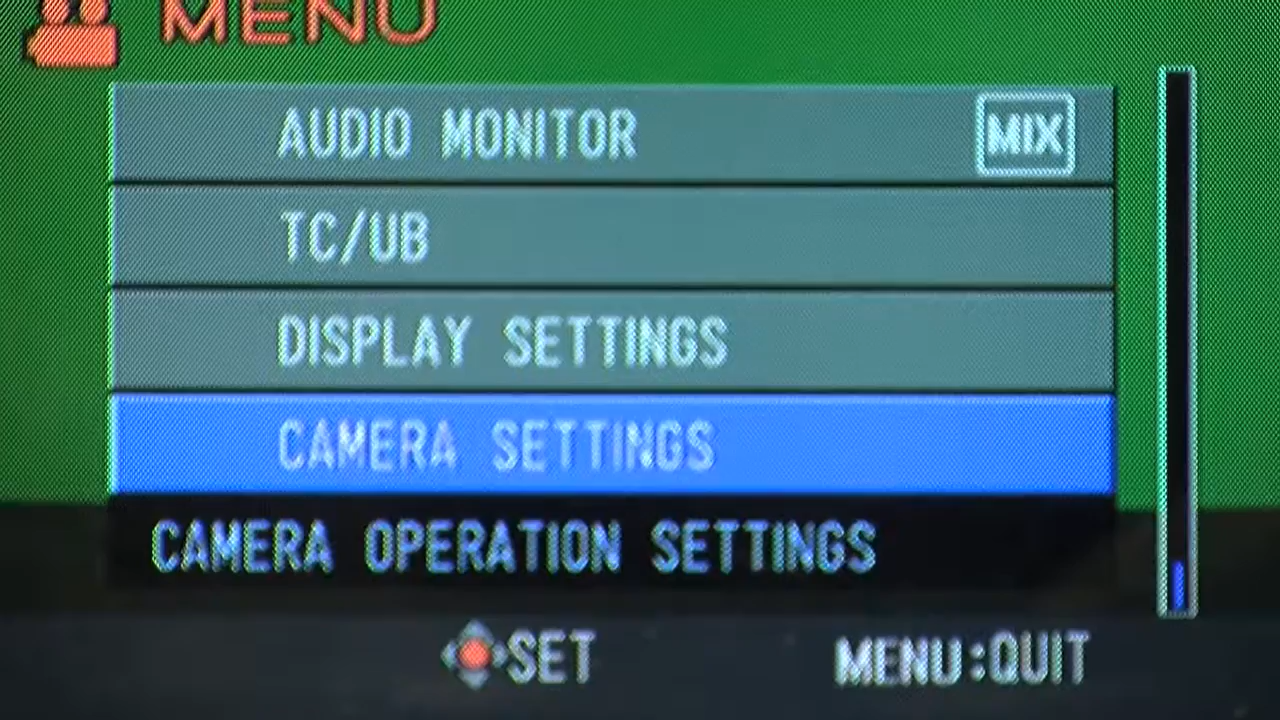 MENU
AUDIO MONITOR MIX
TC/UB
DISPLAY SETTINGS
CAMERA SETTINGS
CAMERA OPERATION SETTINGS
SET MENU:QUIT